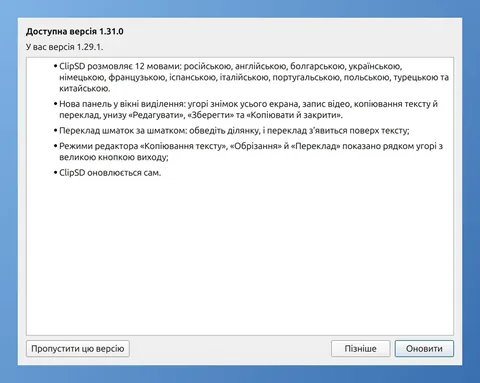 Доступна версія 1.31.0
У вас версія 1.29.1.
• ClipSD розмовляє 12 мовами: російською, англійською, болгарською, українською,
німецькою, французькою, іспанською, італійською, португальською, польською, турецькою та
китайською.
• Нова панель у вікні виділення: угорі знімок усього екрана, запис відео, копіювання тексту й
переклад, унизу «Редагувати», «Зберегти» та «Копіювати й закрити».
• Переклад шматок за шматком: обведіть ділянку, і переклад з’явиться поверх тексту;
• Режими редактора «Копіювання тексту», «Обрізання» й «Переклад» показано рядком угорі з
великою кнопкою виходу;
• ClipSD оновлюється сам.
Пропустити цю версію
Пізніше
Оновити